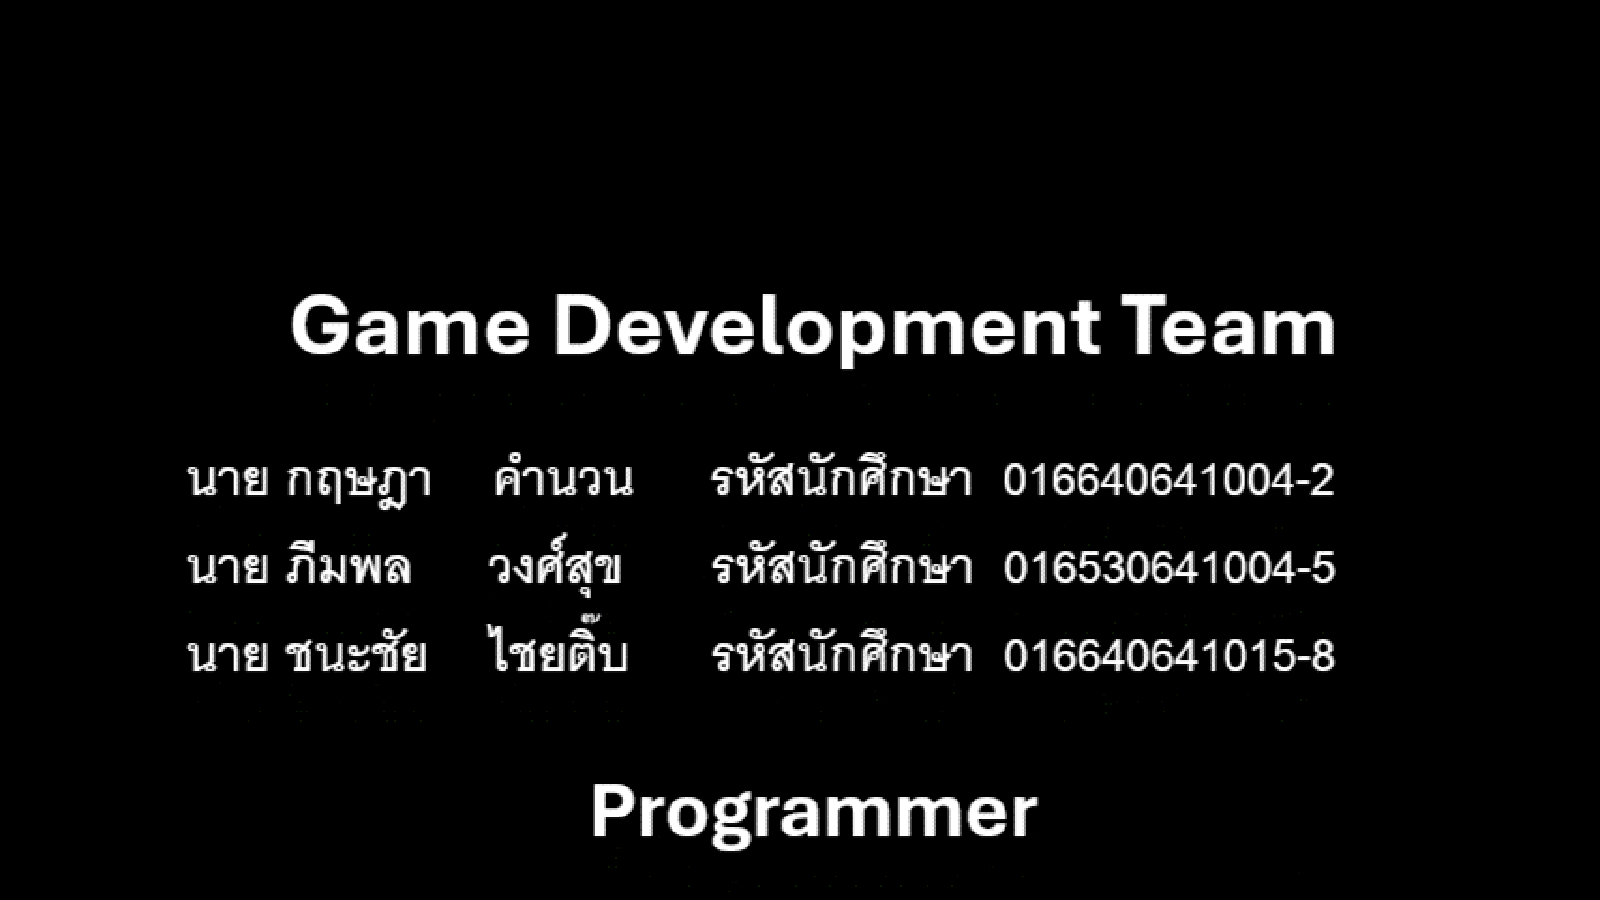 Game Development Team
นาย กฤษฎา คำนวน รหัสนักศึกษา 016640641004-2
นาย ภีมพล วงศ์สุข รหัสนักศึกษา 016530641004-5
นาย ชนะชัย ไชยติ๊บ รหัสนักศึกษา 016640641015-8
Programmer